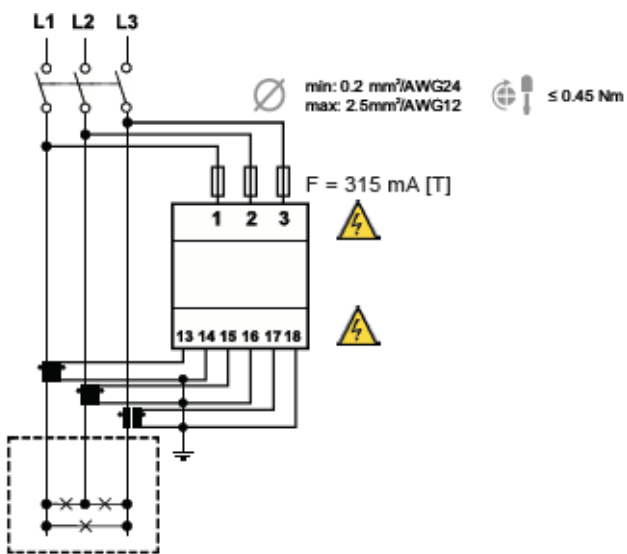 L1 L2 L3
min: 0.2 mm²/AWG24
max: 2.5mm²/AWG12
≤ 0.45 Nm
F = 315 mA [T]
1 2 3
13 14 15 16 17 18